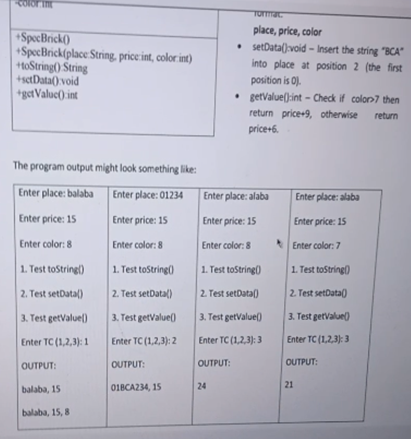 -color:int
format:
place, price, color
+SpecBrick()
+SpecBrick(place:String, price:int, color:int)
+toString():String
+setData():void
+getValue():int
• setData():void – Insert the string "BCA"
into place at position 2 (the first
position is 0).
• getValue():int – Check if color>7 then
return price+9, otherwise return
price+6.
The program output might look something like:
Enter place: balaba
Enter price: 15
Enter color: 8
1. Test toString()
2. Test setData()
3. Test getValue()
Enter TC (1,2,3): 1
OUTPUT:
balaba, 15
balaba, 15, 8
Enter place: 01234
Enter price: 15
Enter color: 8
1. Test toString()
2. Test setData()
3. Test getValue()
Enter TC (1,2,3): 2
OUTPUT:
01BCA234, 15
Enter place: alaba
Enter price: 15
Enter color: 8
1. Test toString()
2. Test setData()
3. Test getValue()
Enter TC (1,2,3): 3
OUTPUT:
24
Enter place: alaba
Enter price: 15
Enter color: 7
1. Test toString()
2. Test setData()
3. Test getValue()
Enter TC (1,2,3): 3
OUTPUT:
21